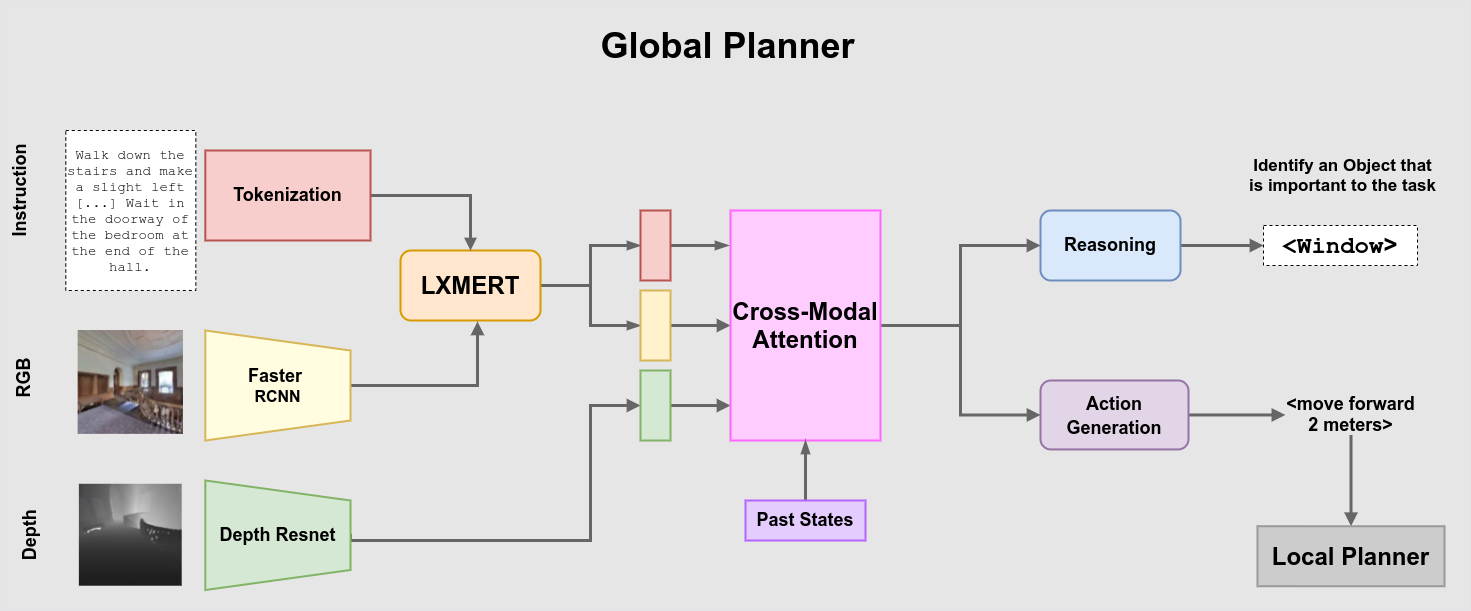 Global Planner
Instruction
Walk down the
stairs and make
a slight left
[...] Wait in
the doorway of
the bedroom at
the end of the
hall.
Tokenization
LXMERT
RGB
Faster
RCNN
Depth
Depth Resnet
Cross-Modal
Attention
Past States
Reasoning
Identify an Object that
is important to the task
<Window>
Action
Generation
<move forward
2 meters>
Local Planner